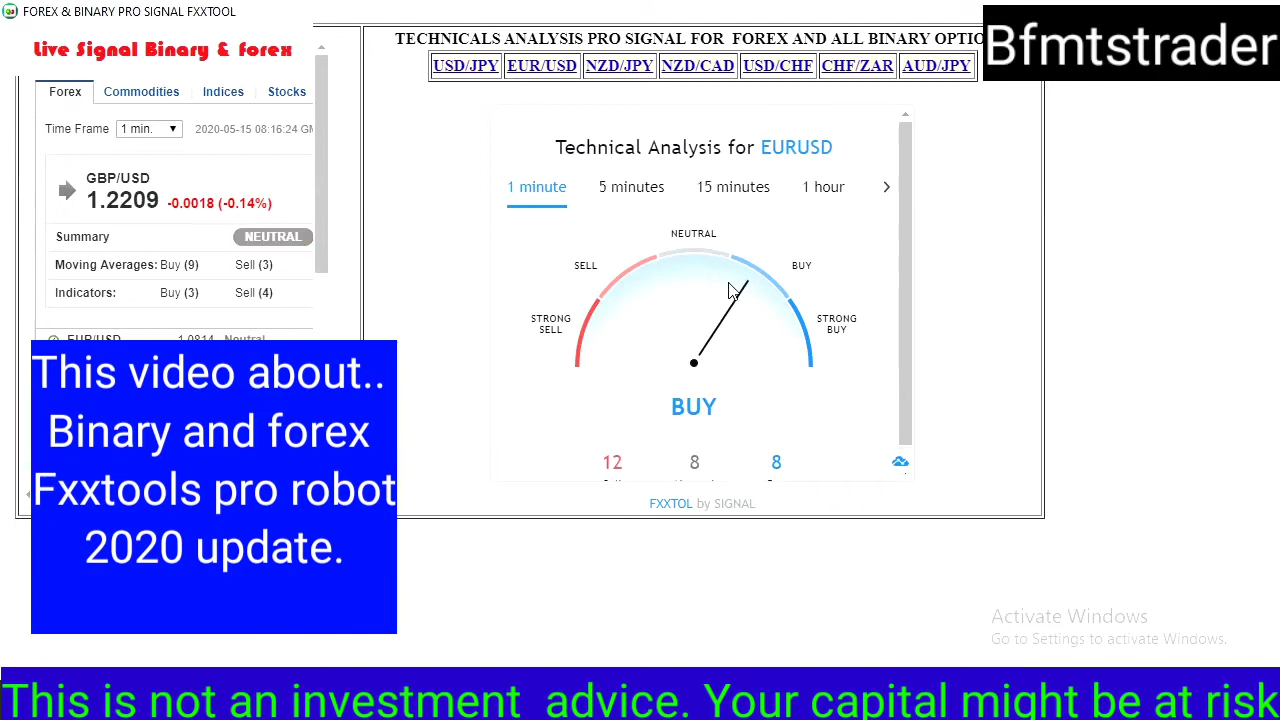 FOREX & BINARY PRO SIGNAL FXXTOOL
Live Signal Binary & forex
TECHNICALS ANALYSIS PRO SIGNAL FOR FOREX AND ALL BINARY OPTIO
Bfmtstrader
USD/JPY EUR/USD NZD/JPY NZD/CAD USD/CHF CHF/ZAR AUD/JPY
Forex Commodities Indices Stocks
Time Frame 1 min. 2020-05-15 08:16:24 GM
GBP/USD
1.2209 -0.0018 (-0.14%)
Summary NEUTRAL
Moving Averages: Buy (9) Sell (3)
Indicators: Buy (3) Sell (4)
EUR/USD 1.0814 Neutral
Technical Analysis for EURUSD
1 minute 5 minutes 15 minutes 1 hour
NEUTRAL
SELL BUY
STRONG SELL STRONG BUY
BUY
12 8 8
FXXTOL by SIGNAL
This video about..
Binary and forex
Fxxtools pro robot
2020 update.
Activate Windows
Go to Settings to activate Windows.
This is not an investment advice. Your capital might be at risk